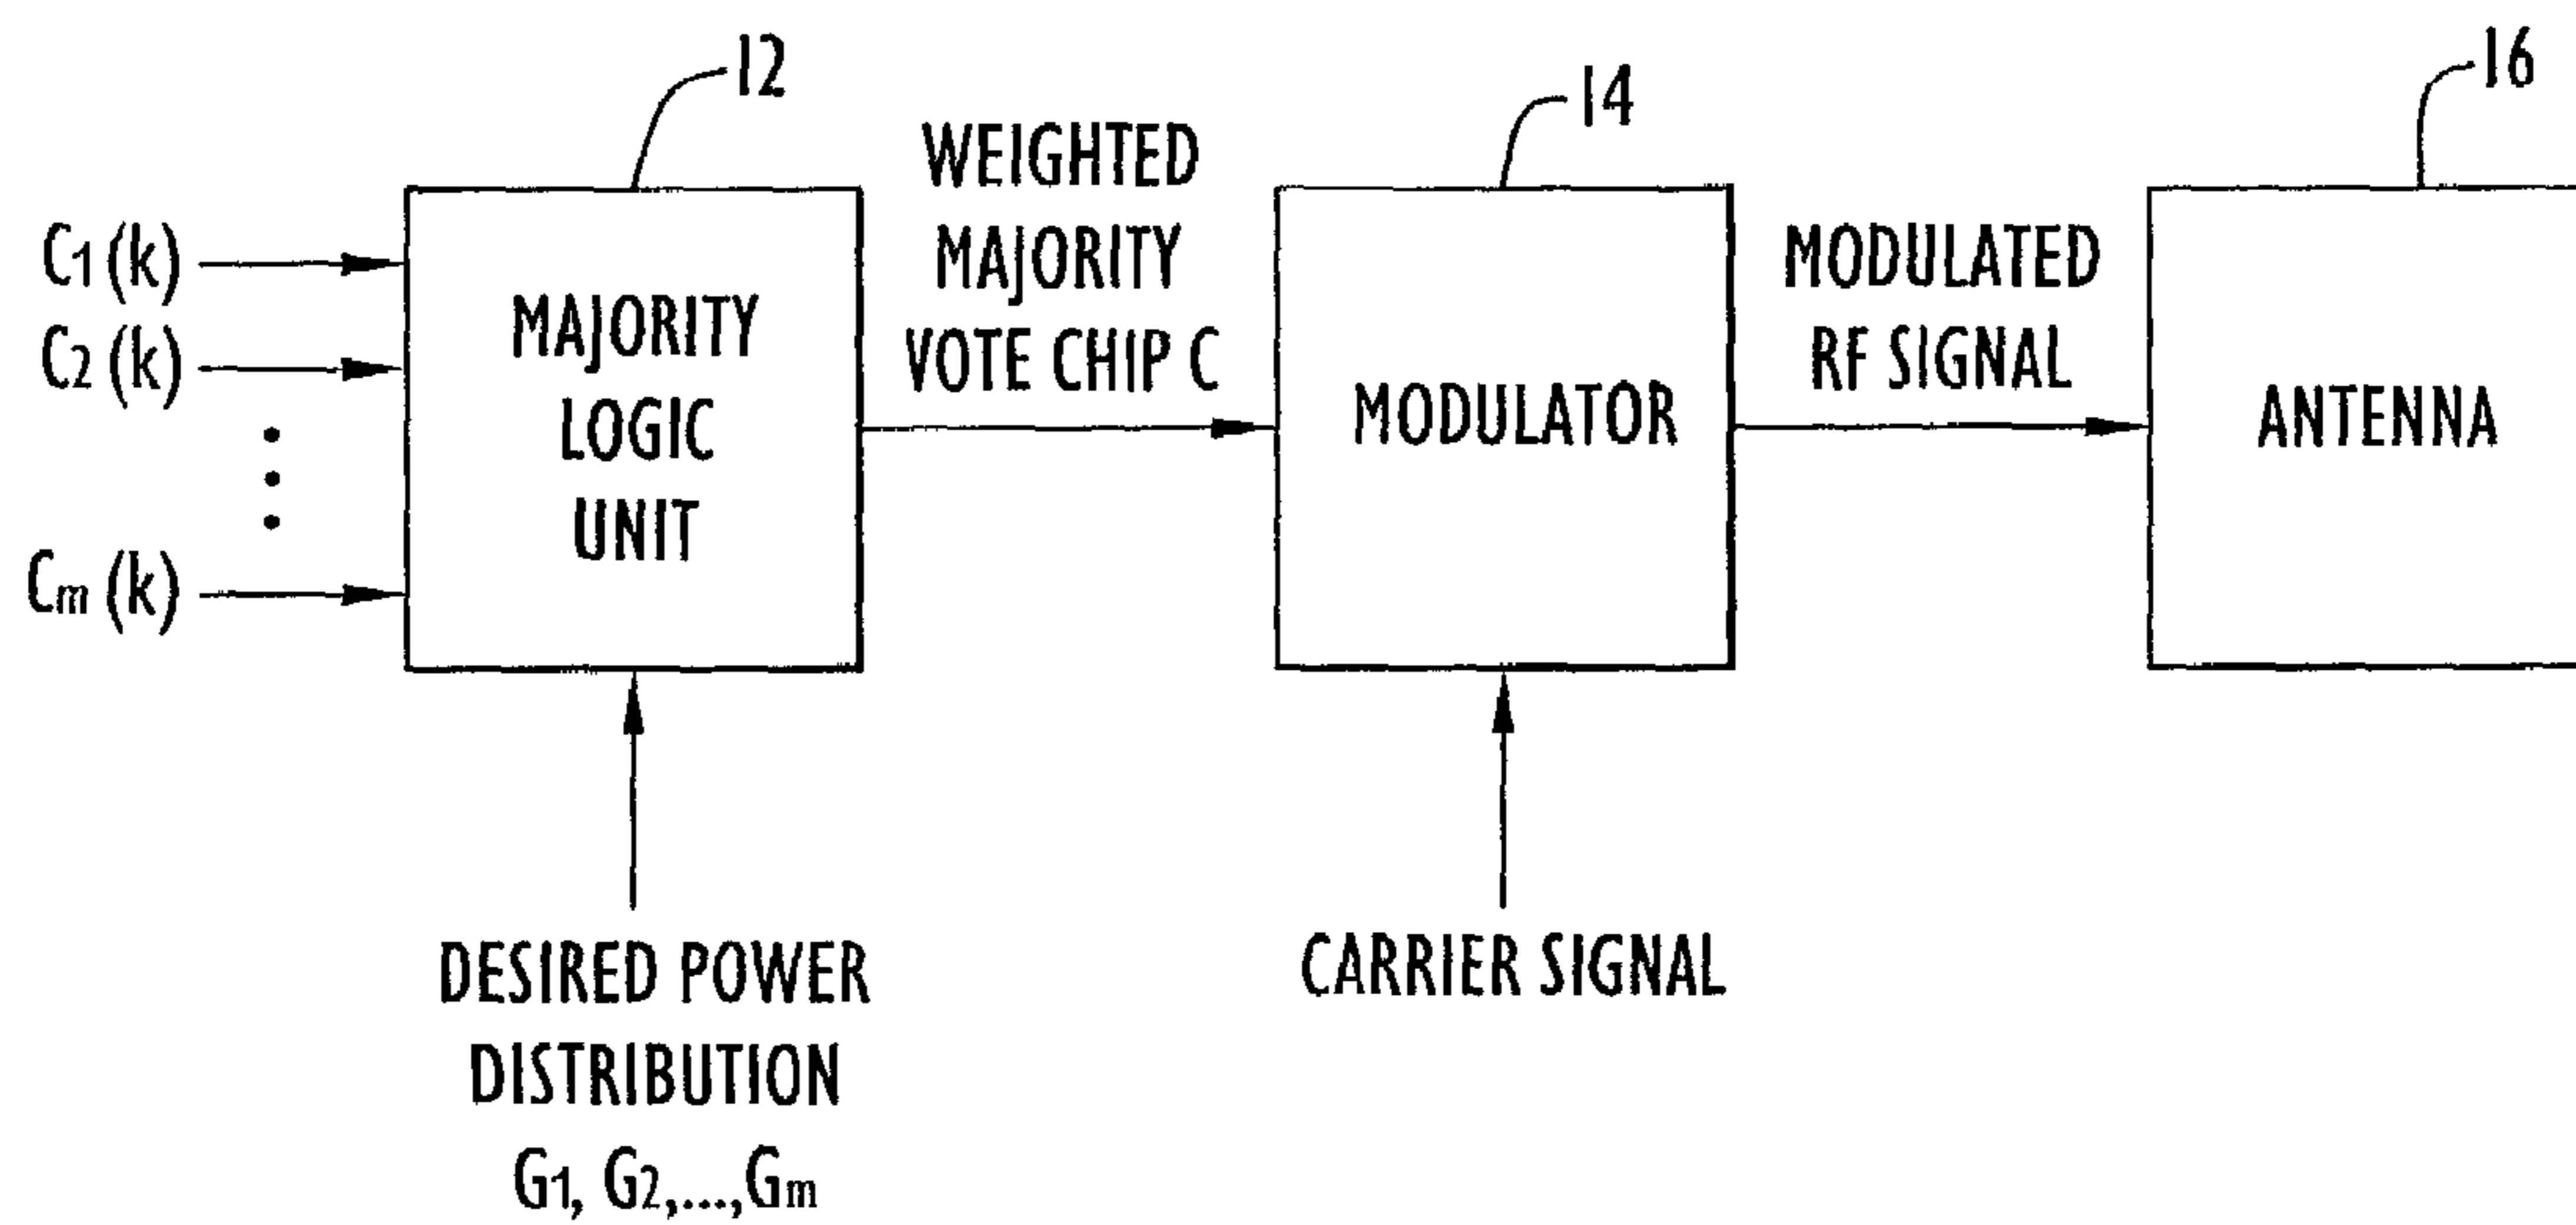 12
14
16
WEIGHTED
MAJORITY
VOTE CHIP C
MODULATED
RF SIGNAL
C1 (k)
C2 (k)
Cm (k)
MAJORITY
LOGIC
UNIT
MODULATOR
ANTENNA
DESIRED POWER
DISTRIBUTION
G1, G2,...,Gm
CARRIER SIGNAL